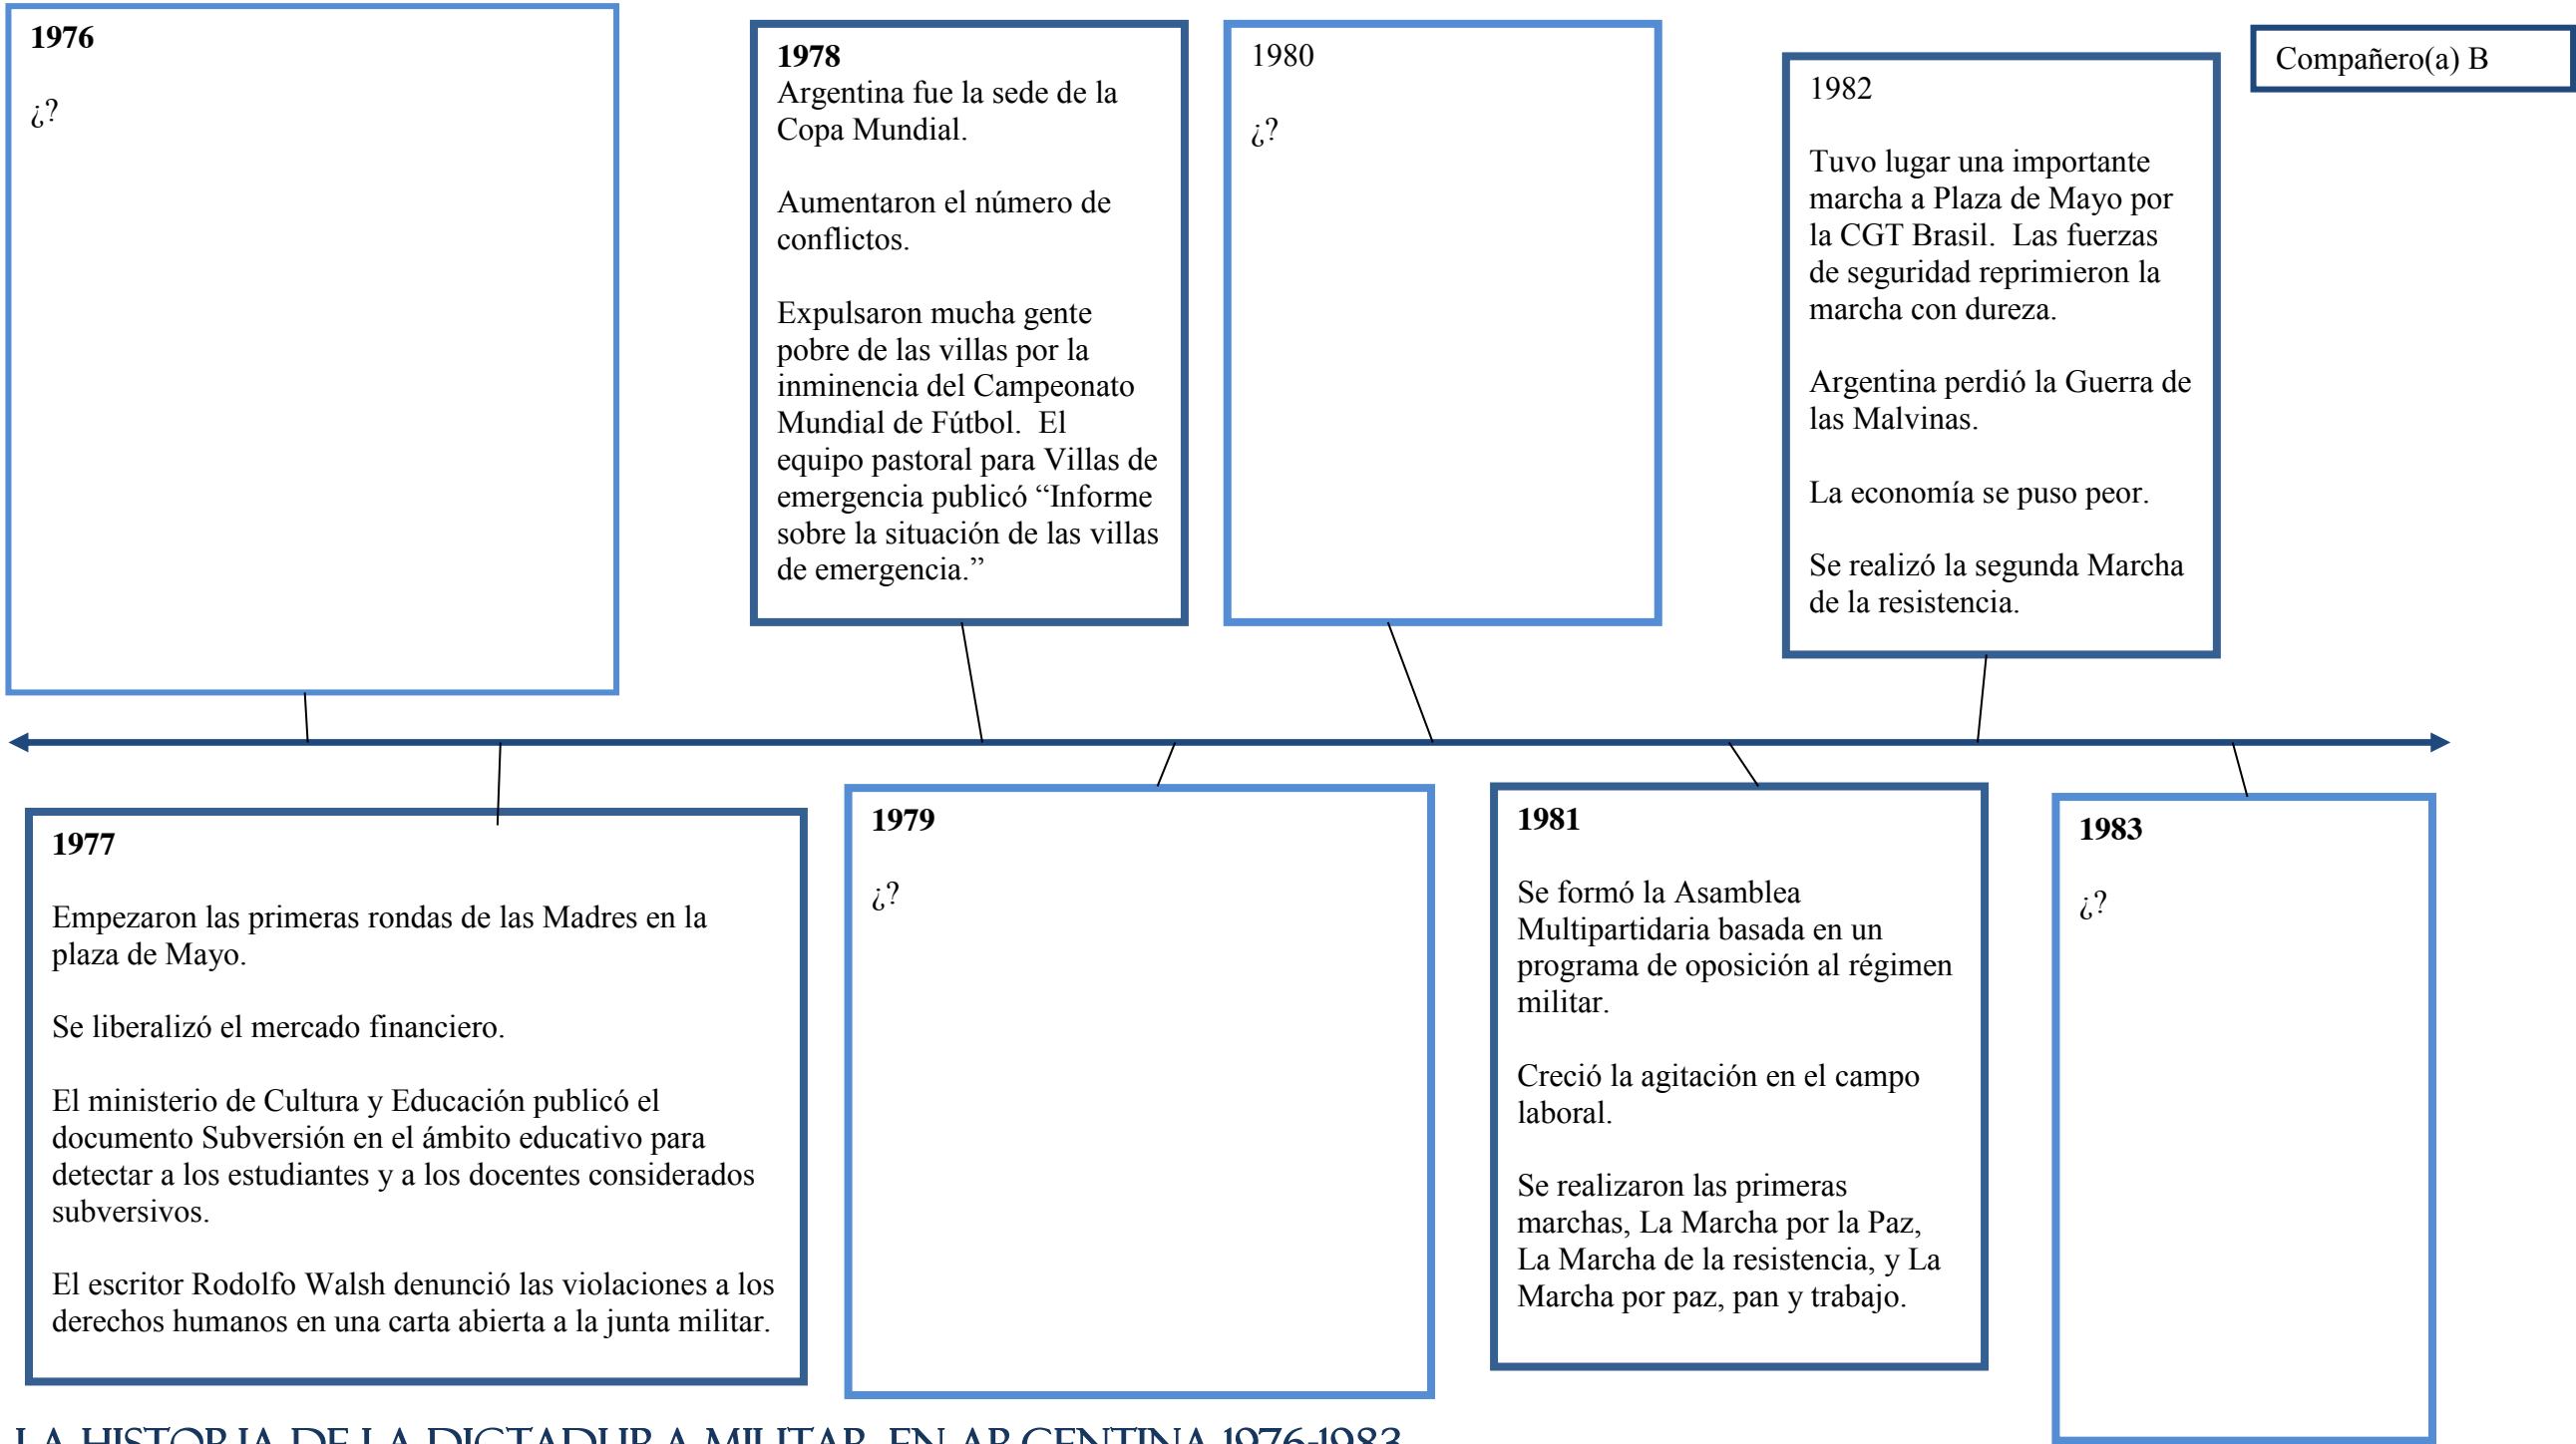 1976
¿?
1978
Argentina fue la sede de la
Copa Mundial.
Aumentaron el número de
conflictos.
Expulsaron mucha gente
pobre de las villas por la
inminencia del Campeonato
Mundial de Fútbol.  El
equipo pastoral para Villas de
emergencia publicó “Informe
sobre la situación de las villas
de emergencia.”
1980
¿?
1982
Tuvo lugar una importante
marcha a Plaza de Mayo por
la CGT Brasil.  Las fuerzas
de seguridad reprimieron la
marcha con dureza.
Argentina perdió la Guerra de
las Malvinas.
La economía se puso peor.
Se realizó la segunda Marcha
de la resistencia.
Compañero(a) B
1977
Empezaron las primeras rondas de las Madres en la
plaza de Mayo.
Se liberalizó el mercado financiero.
El ministerio de Cultura y Educación publicó el
documento Subversión en el ámbito educativo para
detectar a los estudiantes y a los docentes considerados
subversivos.
El escritor Rodolfo Walsh denunció las violaciones a los
derechos humanos en una carta abierta a la junta militar.
1979
¿?
1981
Se formó la Asamblea
Multipartidaria basada en un
programa de oposición al régimen
militar.
Creció la agitación en el campo
laboral.
Se realizaron las primeras
marchas, La Marcha por la Paz,
La Marcha de la resistencia, y La
Marcha por paz, pan y trabajo.
1983
¿?
LA HISTORIA DE LA DICTADURA MILITAR EN ARGENTINA 1976-1983